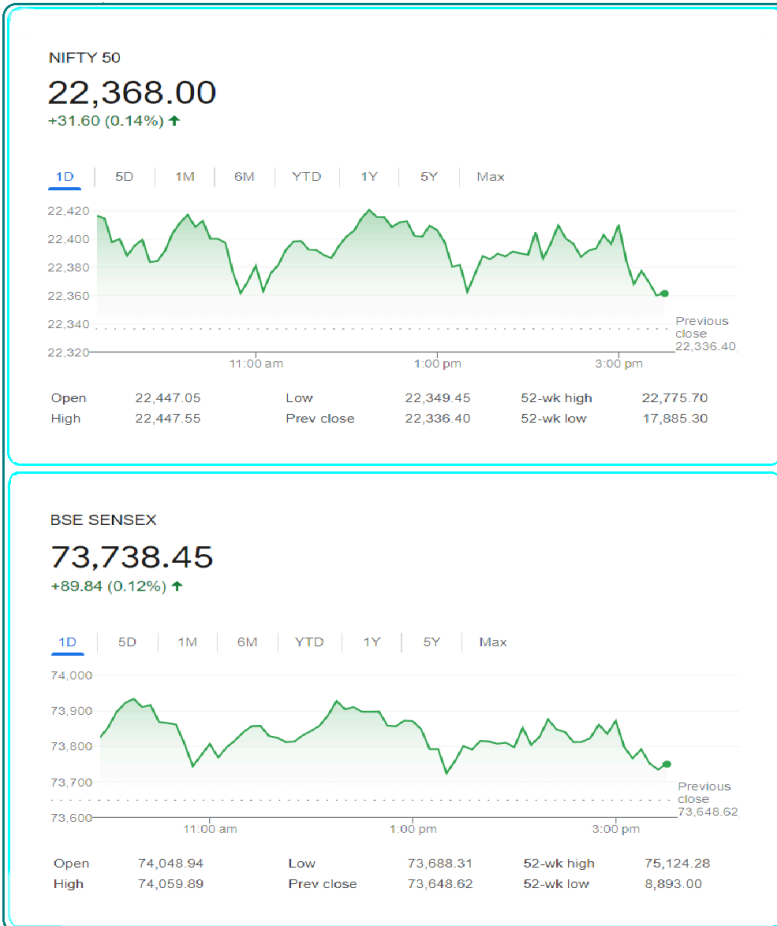 NIFTY 50
22,368.00
+31.60 (0.14%) ↑
1D 5D 1M 6M YTD 1Y 5Y Max
22,420
22,400
22,380
22,360
22,340
22,320
Previous
close
22,336.40
11:00 am 1:00 pm 3:00 pm
Open 22,447.05 Low 22,349.45 52-wk high 22,775.70
High 22,447.55 Prev close 22,336.40 52-wk low 17,885.30
BSE SENSEX
73,738.45
+89.84 (0.12%) ↑
1D 5D 1M 6M YTD 1Y 5Y Max
74,000
73,900
73,800
73,700
73,600
Previous
close
73,648.62
11:00 am 1:00 pm 3:00 pm
Open 74,048.94 Low 73,688.31 52-wk high 75,124.28
High 74,059.89 Prev close 73,648.62 52-wk low 8,893.00